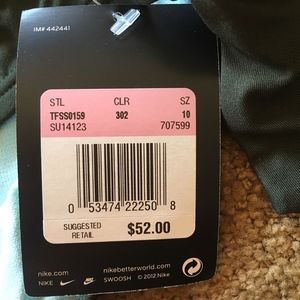 IM# 442441
STL CLR SZ
TFSS0159 302 10
SU14123 707599
0 53474 22250 8
SUGGESTED
RETAIL $52.00
nike.com nikebetterworld.com
NIKE SWOOSH © 2012 Nike